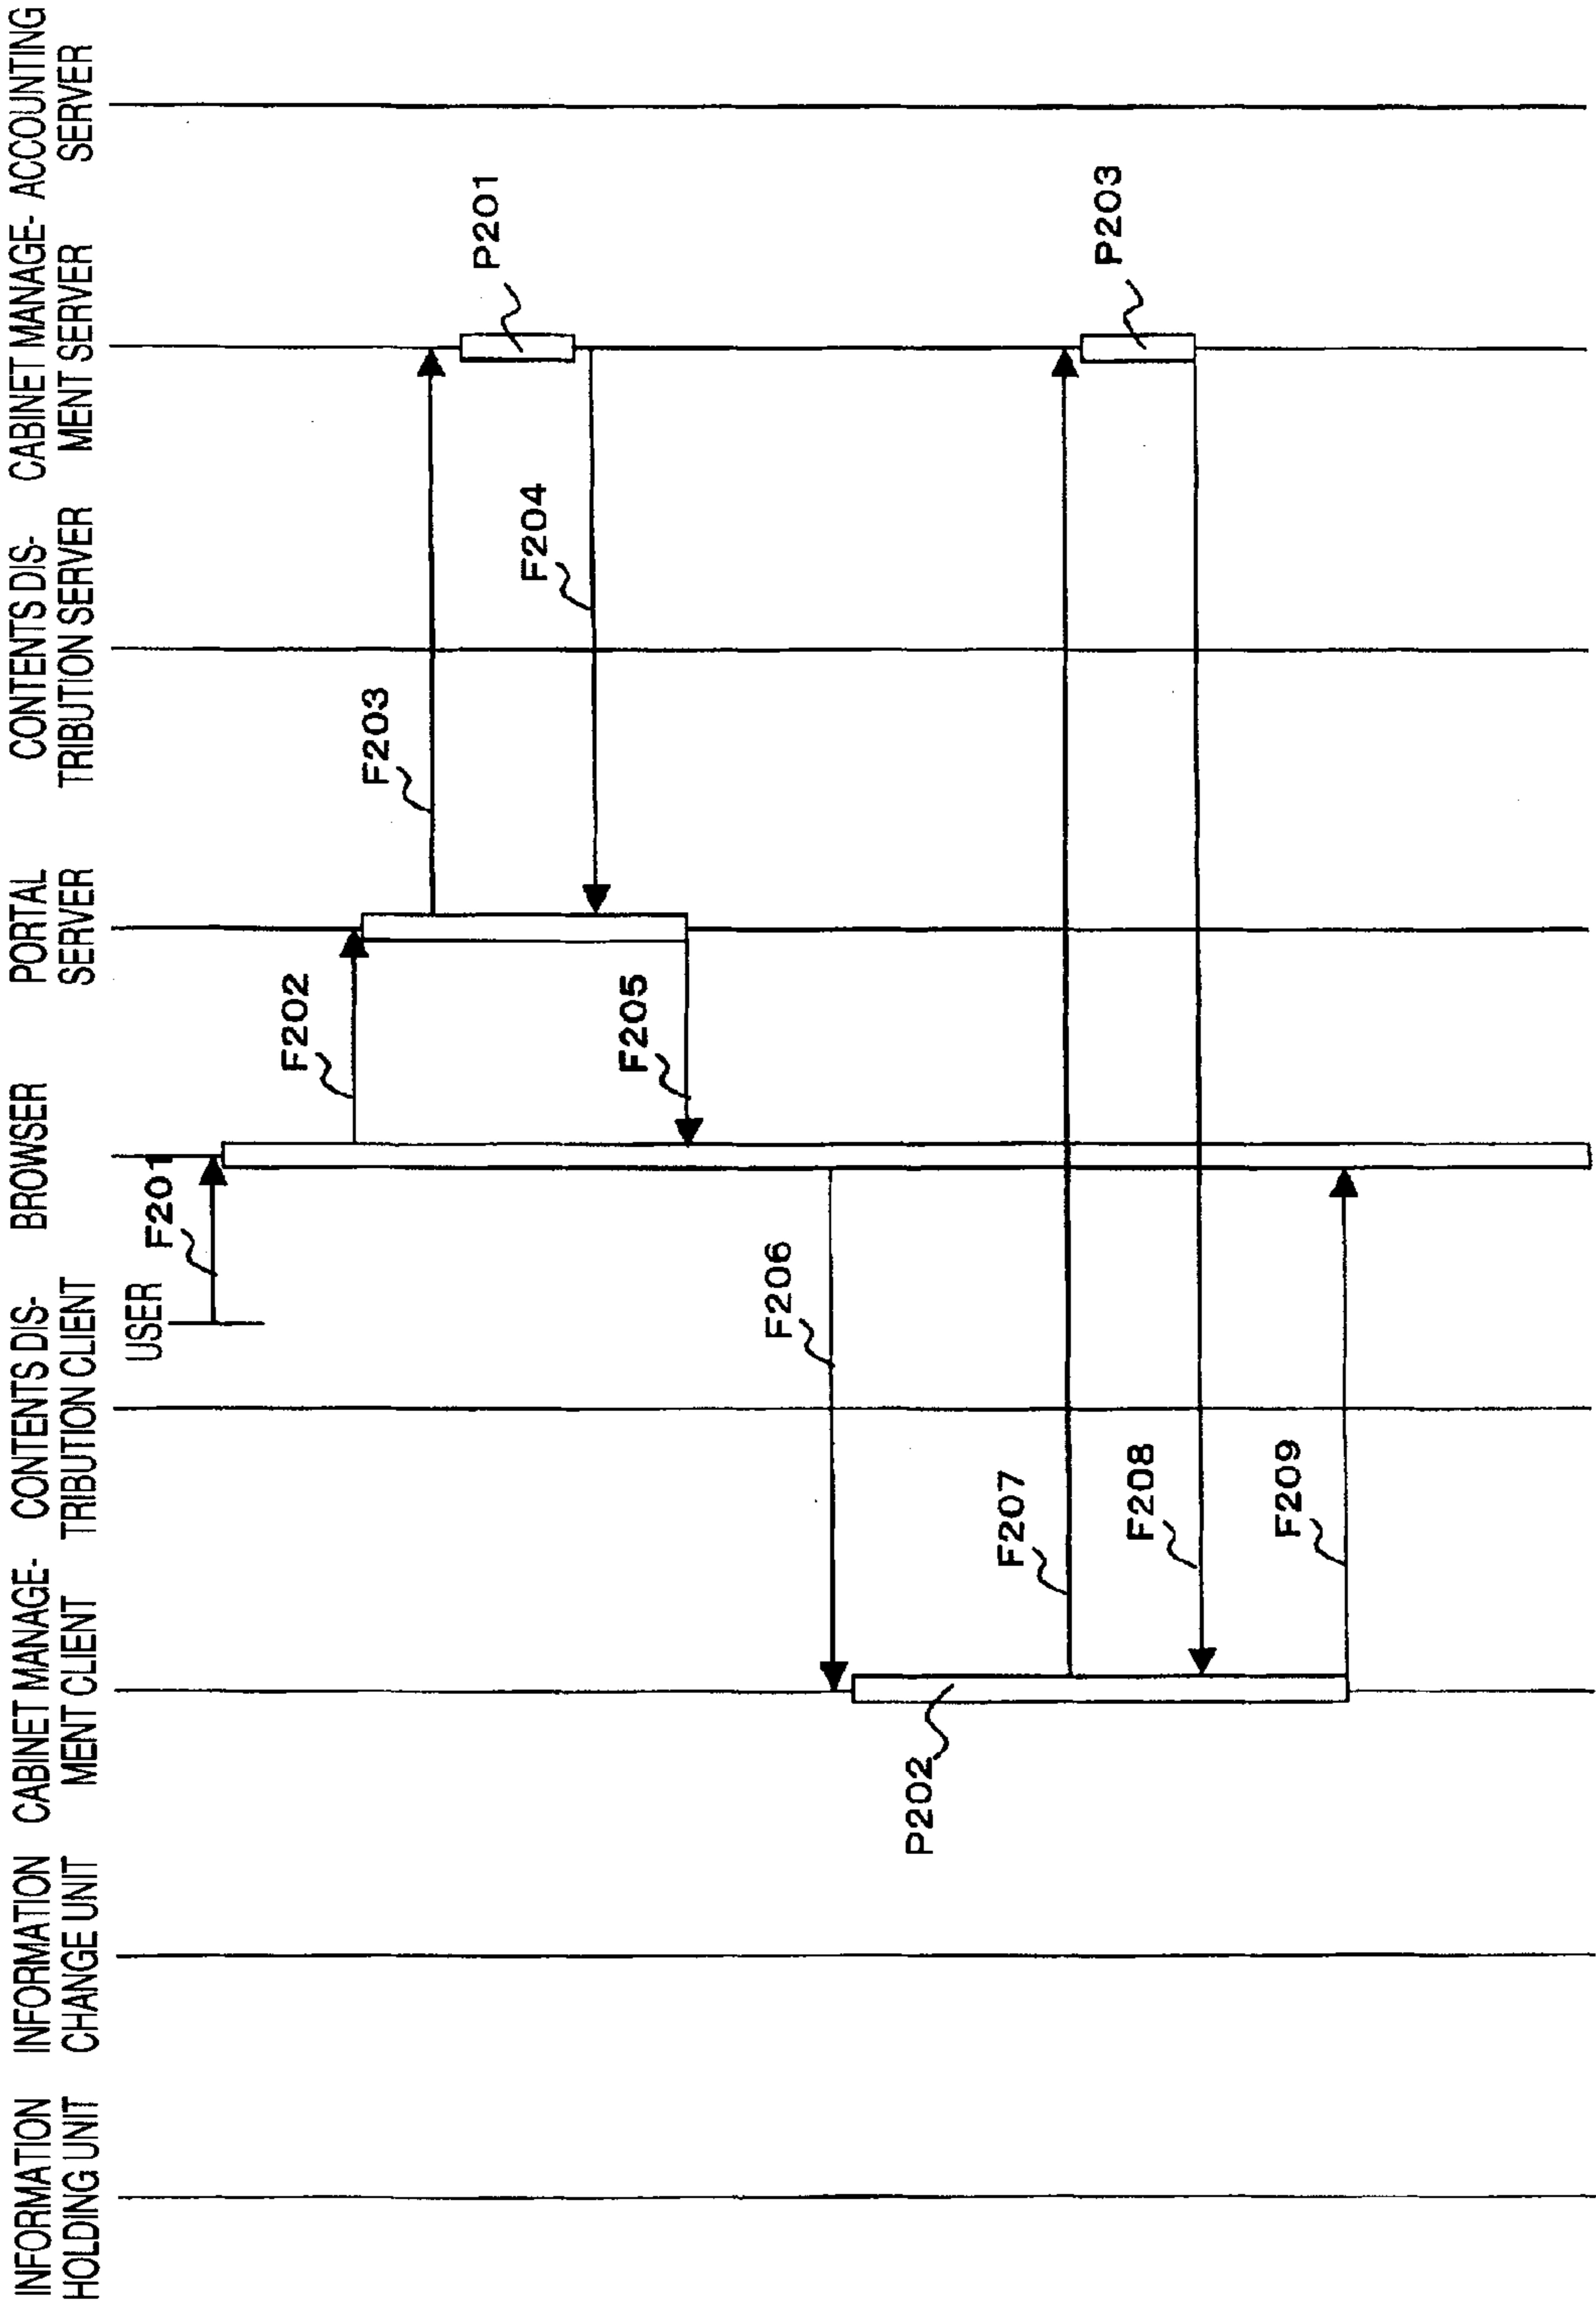 INFORMATION
HOLDING UNIT
INFORMATION
CHANGE UNIT
CABINET MANAGE-
MENT CLIENT
CONTENTS DIS-
TRIBUTION CLIENT
BROWSER
PORTAL
SERVER
CONTENTS DIS-
TRIBUTION SERVER
CABINET MANAGE-
MENT SERVER
ACCOUNTING
SERVER
USER
F201
F202
F203
P201
F204
F205
F206
P202
F207
P203
F208
F209